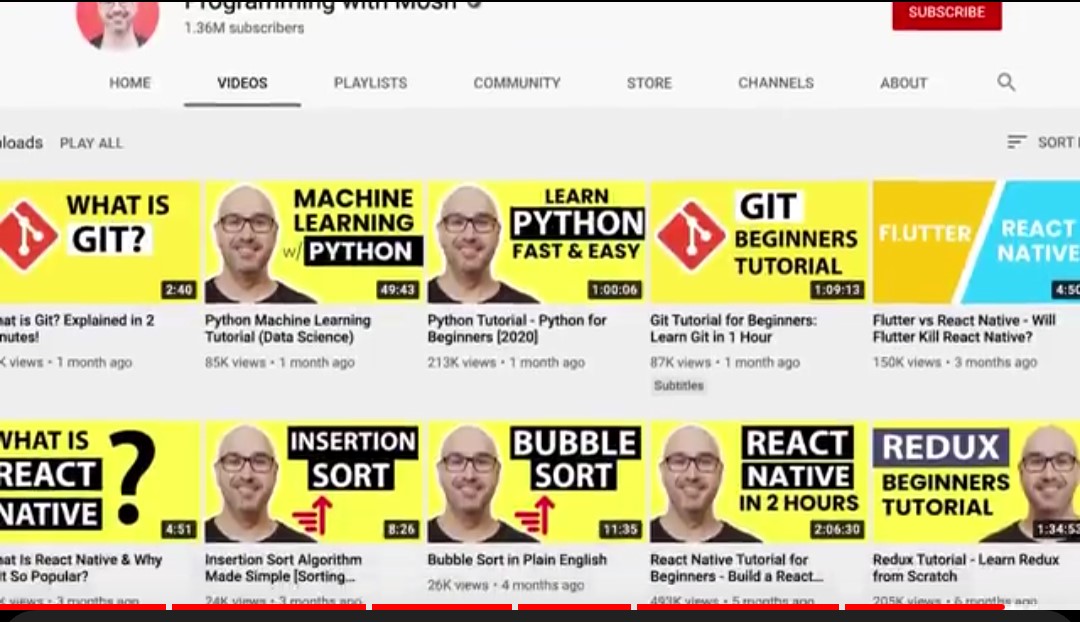 Programming with Mosh
1.36M subscribers
SUBSCRIBE
HOME
VIDEOS
PLAYLISTS
COMMUNITY
STORE
CHANNELS
ABOUT
loads PLAY ALL
SORT
WHAT IS
GIT?
2:40
MACHINE
LEARNING
w/ PYTHON
49:43
LEARN
PYTHON
FAST & EASY
1:00:06
GIT
BEGINNERS
TUTORIAL
1:09:13
FLUTTER
REACT
NATIVE
4:50
at is Git? Explained in 2
nutes!
K views • 1 month ago
Python Machine Learning
Tutorial (Data Science)
85K views • 1 month ago
Python Tutorial - Python for
Beginners [2020]
213K views • 1 month ago
Git Tutorial for Beginners:
Learn Git in 1 Hour
87K views • 1 month ago
Subtitles
Flutter vs React Native - Will
Flutter Kill React Native?
150K views • 3 months ago
WHAT IS
REACT
NATIVE
?
4:51
INSERTION
SORT
8:26
BUBBLE
SORT
11:35
REACT
NATIVE
IN 2 HOURS
2:06:30
REDUX
BEGINNERS
TUTORIAL
1:34:53
at Is React Native & Why
t So Popular?
K views • 3 months ago
Insertion Sort Algorithm
Made Simple [Sorting...
24K views • 3 months ago
Bubble Sort in Plain English
26K views • 4 months ago
React Native Tutorial for
Beginners - Build a React...
493K views • 5 months ago
Redux Tutorial - Learn Redux
from Scratch
205K views • 6 months ago